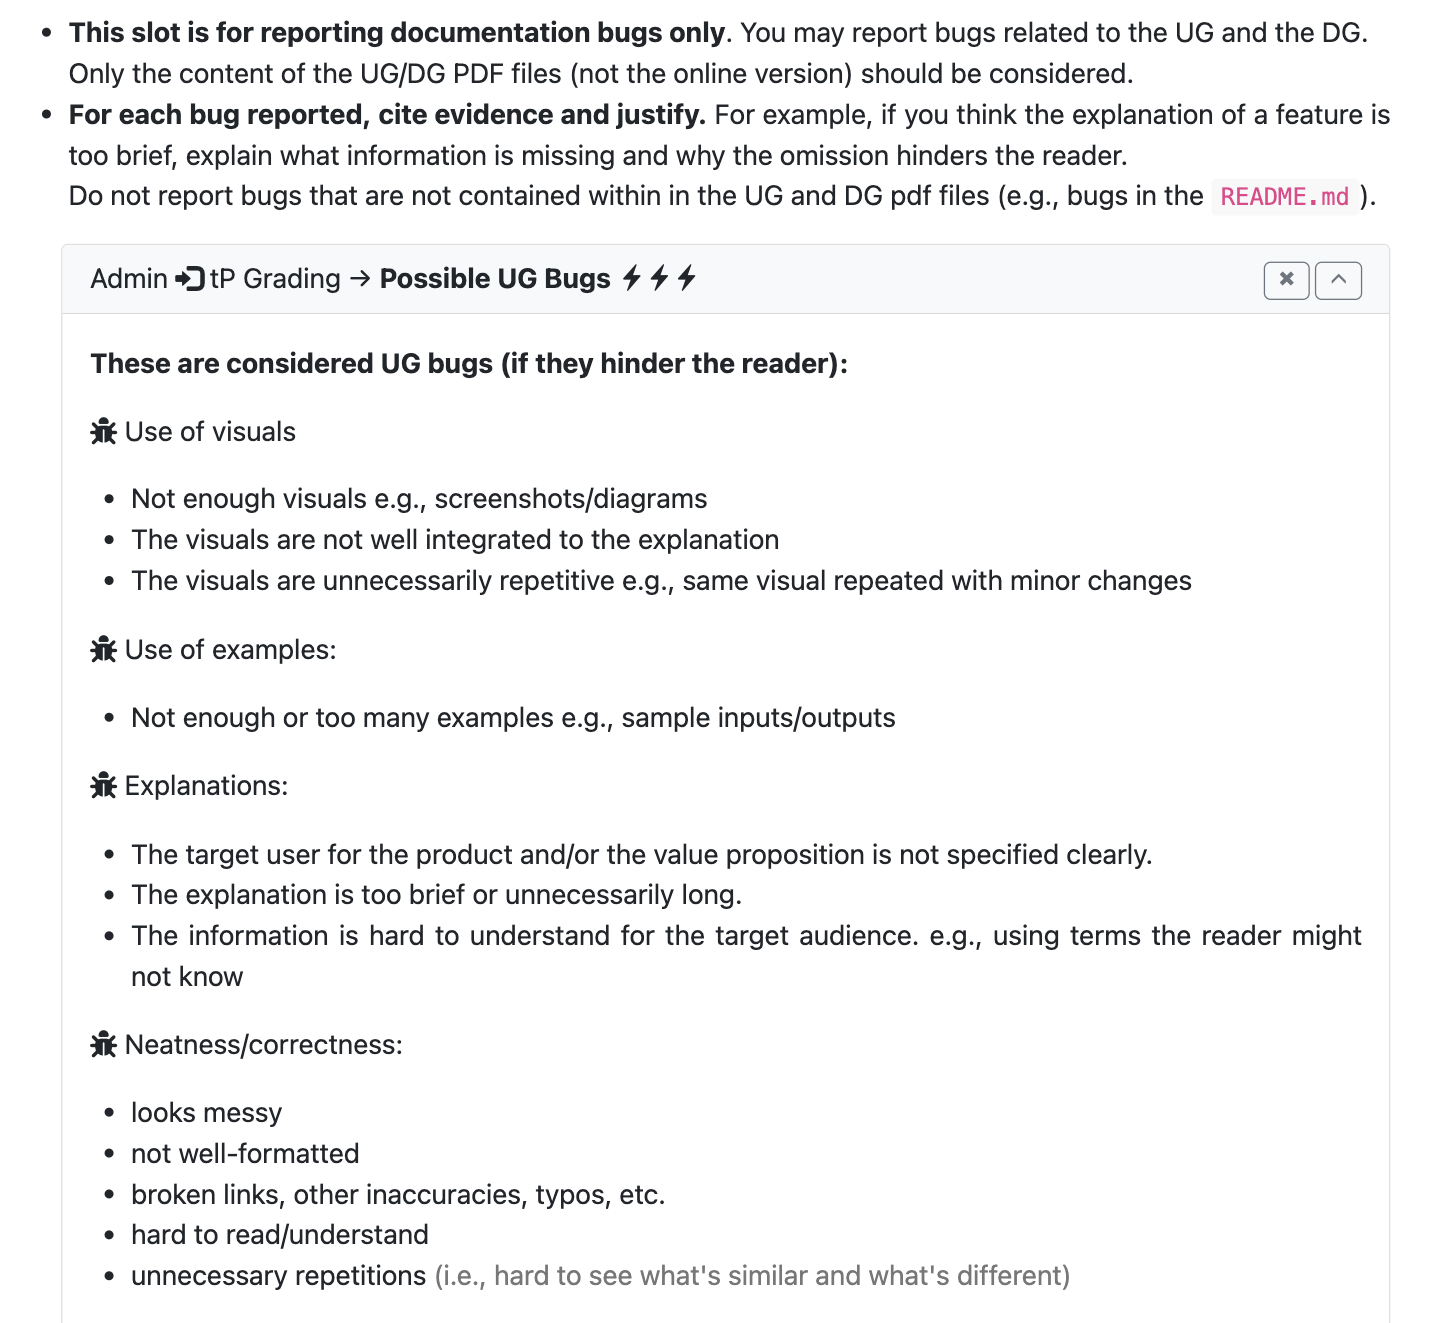 • This slot is for reporting documentation bugs only. You may report bugs related to the UG and the DG.
Only the content of the UG/DG PDF files (not the online version) should be considered.
• For each bug reported, cite evidence and justify. For example, if you think the explanation of a feature is
too brief, explain what information is missing and why the omission hinders the reader.
Do not report bugs that are not contained within in the UG and DG pdf files (e.g., bugs in the README.md ).
Admin tP Grading → Possible UG Bugs
These are considered UG bugs (if they hinder the reader):
Use of visuals
• Not enough visuals e.g., screenshots/diagrams
• The visuals are not well integrated to the explanation
• The visuals are unnecessarily repetitive e.g., same visual repeated with minor changes
Use of examples:
• Not enough or too many examples e.g., sample inputs/outputs
Explanations:
• The target user for the product and/or the value proposition is not specified clearly.
• The explanation is too brief or unnecessarily long.
• The information is hard to understand for the target audience. e.g., using terms the reader might
not know
Neatness/correctness:
• looks messy
• not well-formatted
• broken links, other inaccuracies, typos, etc.
• hard to read/understand
• unnecessary repetitions (i.e., hard to see what's similar and what's different)